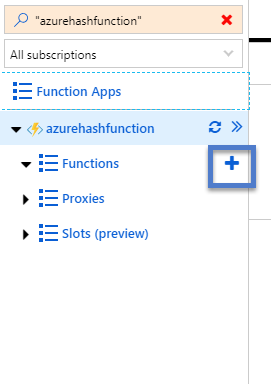 "azurehashfunction"
All subscriptions
Function Apps
azurehashfunction
Functions
Proxies
Slots (preview)